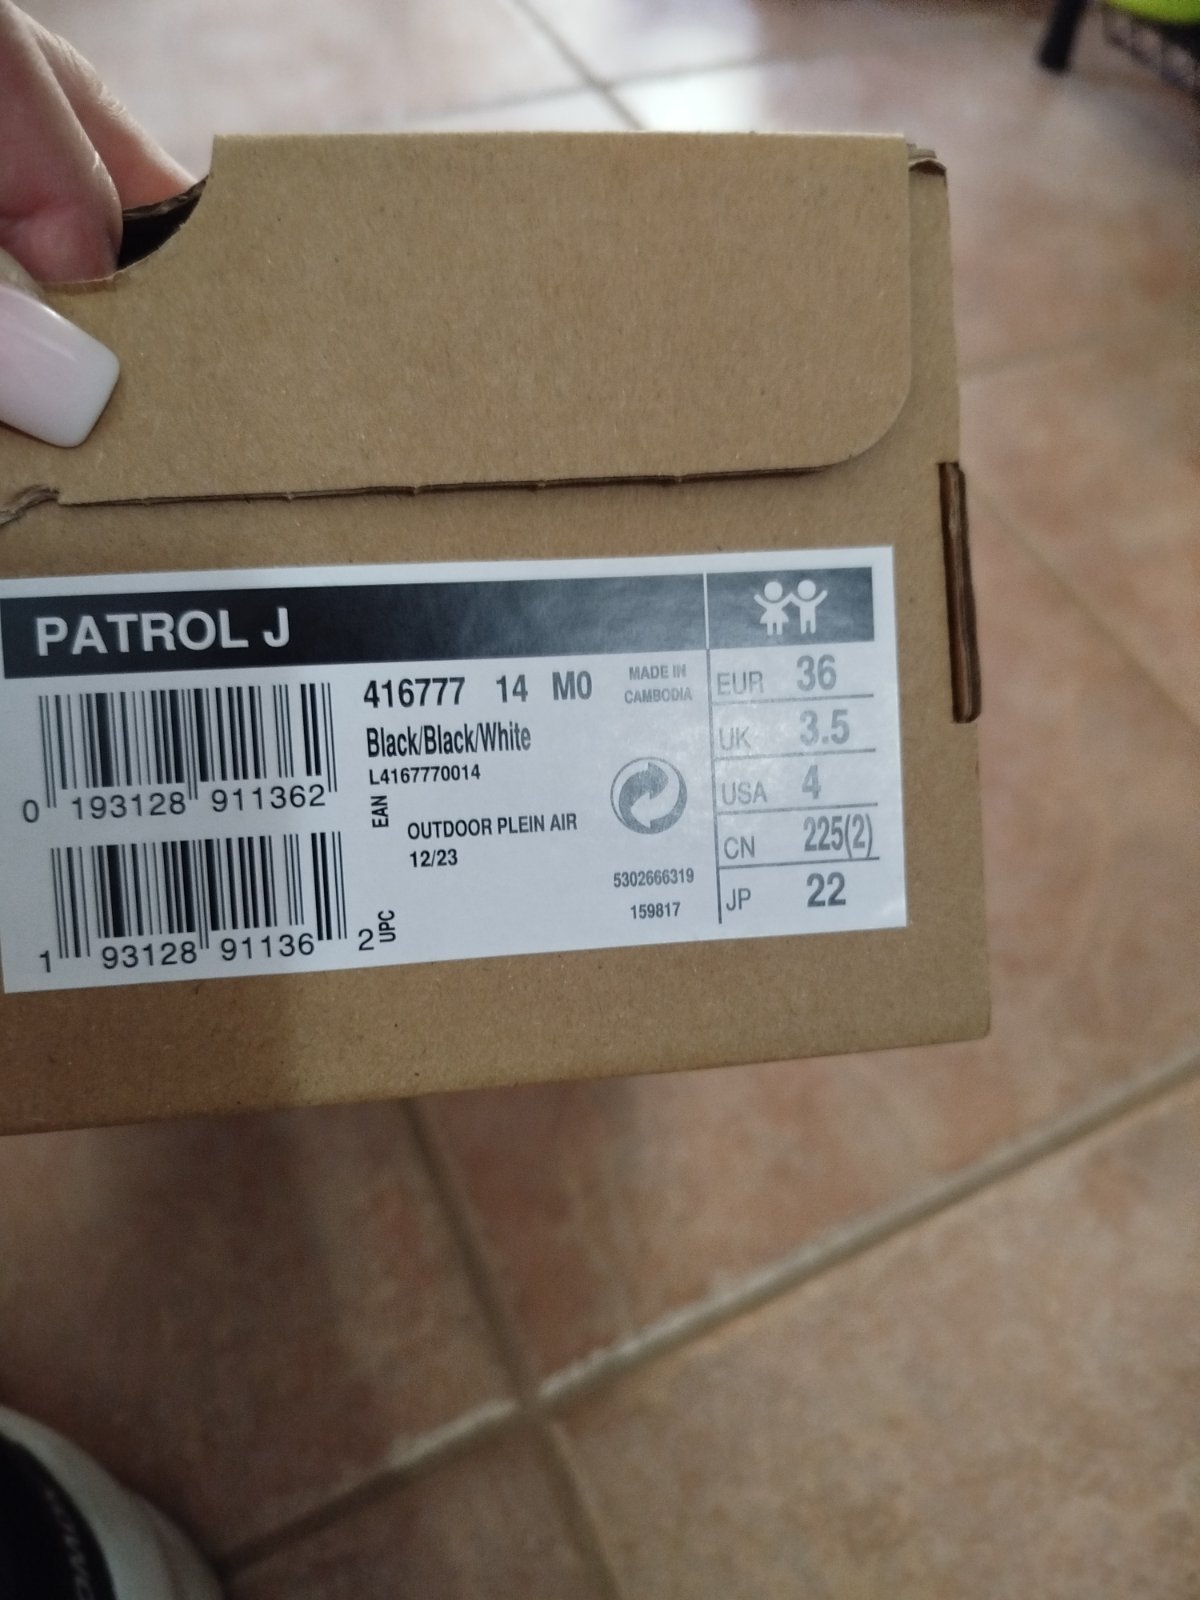 PATROL J
416777 14 M0
MADE IN
CAMBODIA
Black/Black/White
L4167770014
0 193128 911362
EAN
OUTDOOR PLEIN AIR
12/23
5302666319
159817
1 93128 91136 2
UPC
EUR 36
UK 3.5
USA 4
CN 225(2)
JP 22